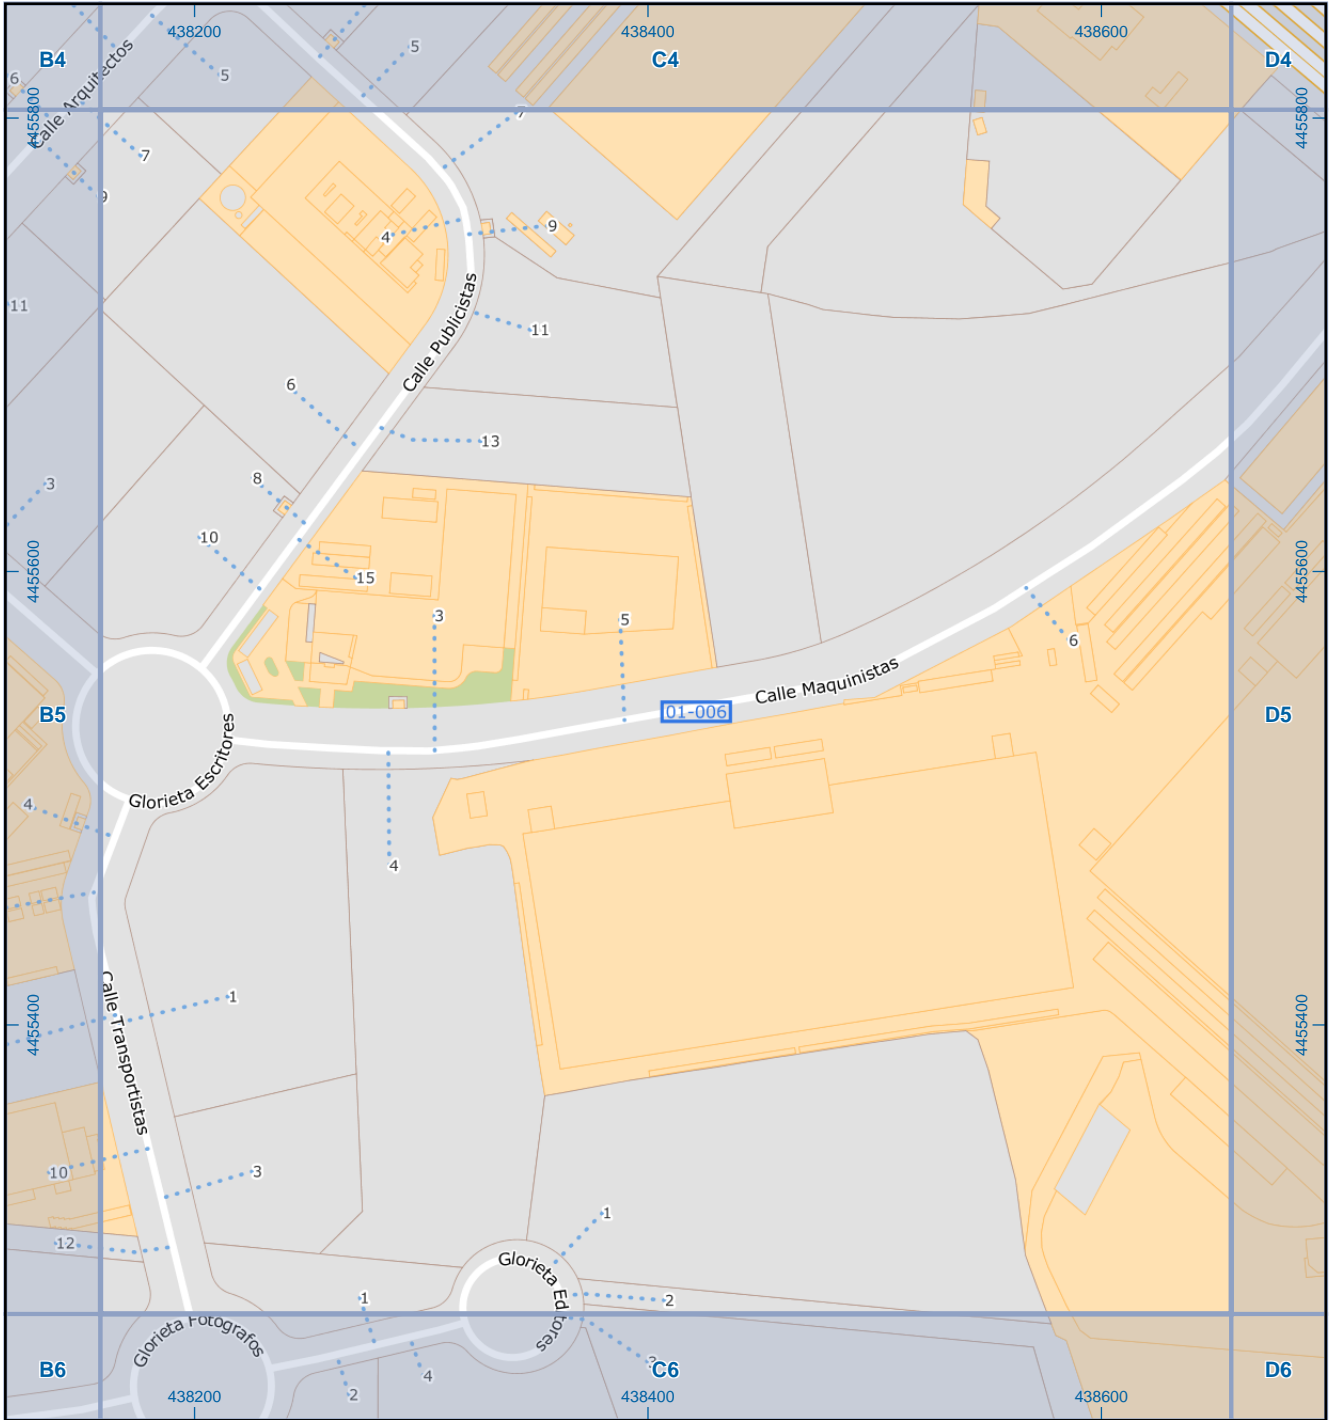 438200
438400
438600
B4
C4
D4
4455800
Calle Arquitectos
5
5
6
7
9
4455800
7
9
4
11
Calle Publicistas
11
6
13
3
8
10
15
4455600
4455600
3
5
6
Calle Maquinistas
01-006
B5
D5
Glorieta Escritores
4
4
Calle Transportistas
1
4455400
4455400
10
3
12
1
Glorieta Editores
2
1
Glorieta Fotografos
3
4
2
B6
C6
D6
438200
438400
438600